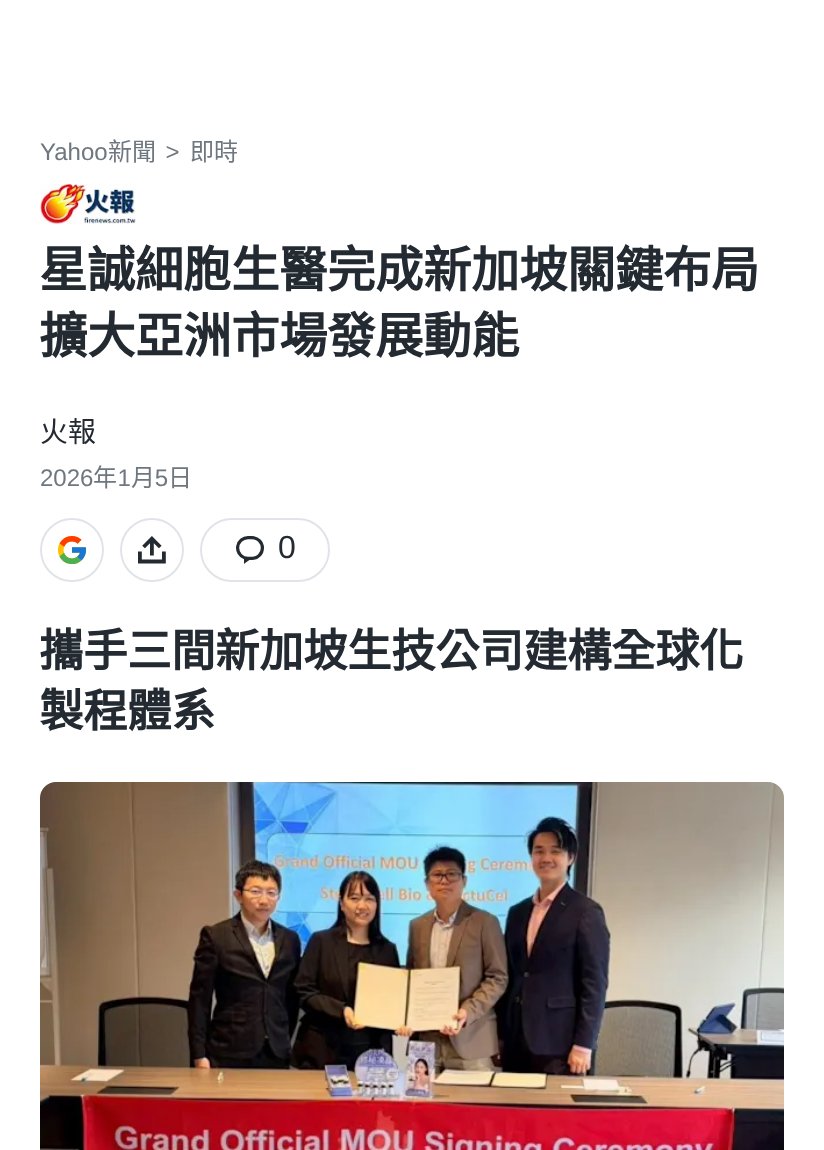 Yahoo新聞 > 即時
火報
firenews.com.tw
星誠細胞生醫完成新加坡關鍵布局
擴大亞洲市場發展動能
火報
2026年1月5日
0
攜手三間新加坡生技公司建構全球化
製程體系
Grand Official MOU
Grand Official MOU Signing Ceremony